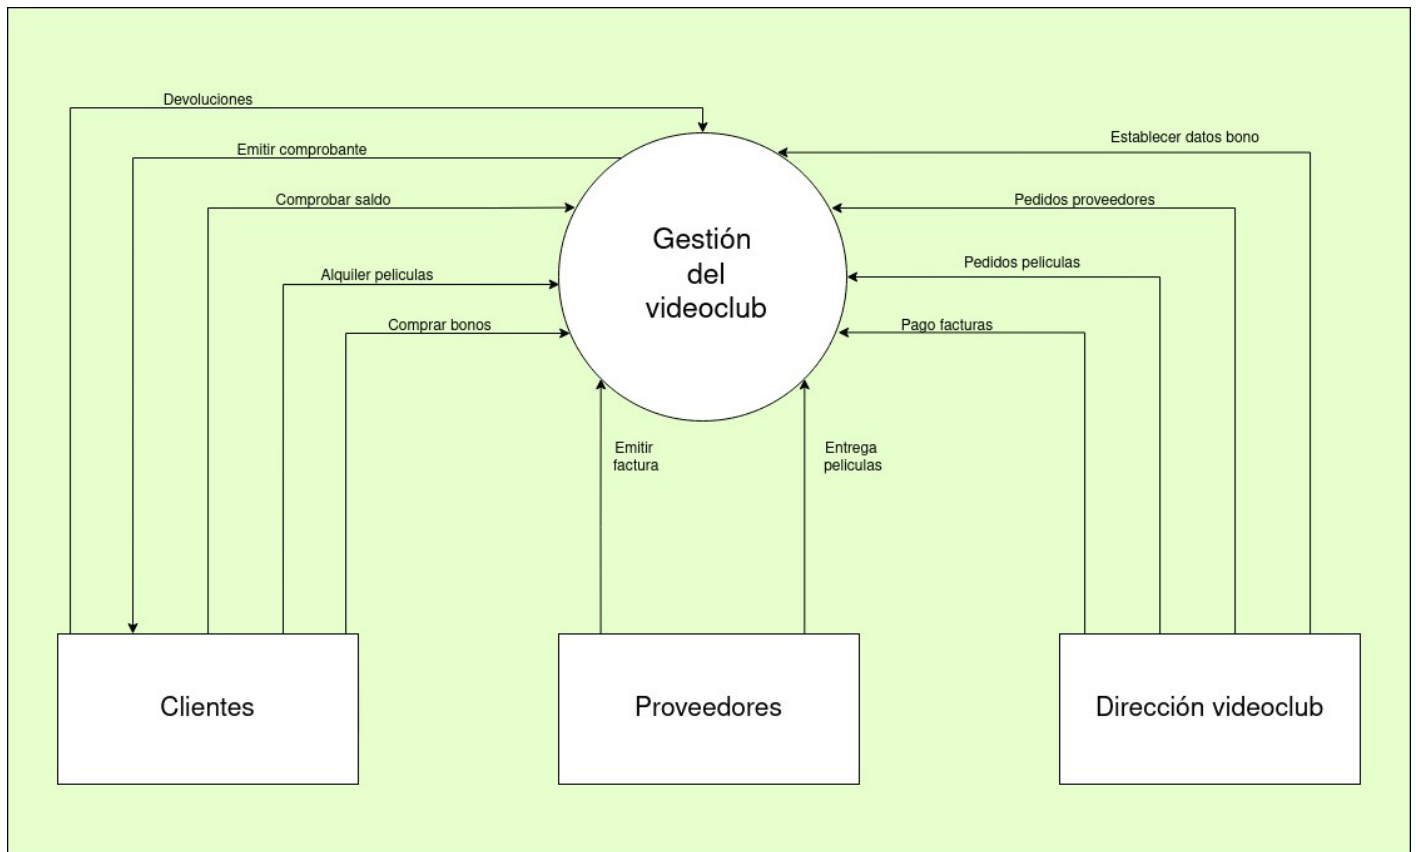 Devoluciones
Establecer datos bono
Emitir comprobante
Comprobar saldo
Pedidos proveedores
Gestión
del
videoclub
Alquiler peliculas
Pedidos peliculas
Comprar bonos
Pago facturas
Emitir
factura
Entrega
peliculas
Clientes
Proveedores
Dirección videoclub